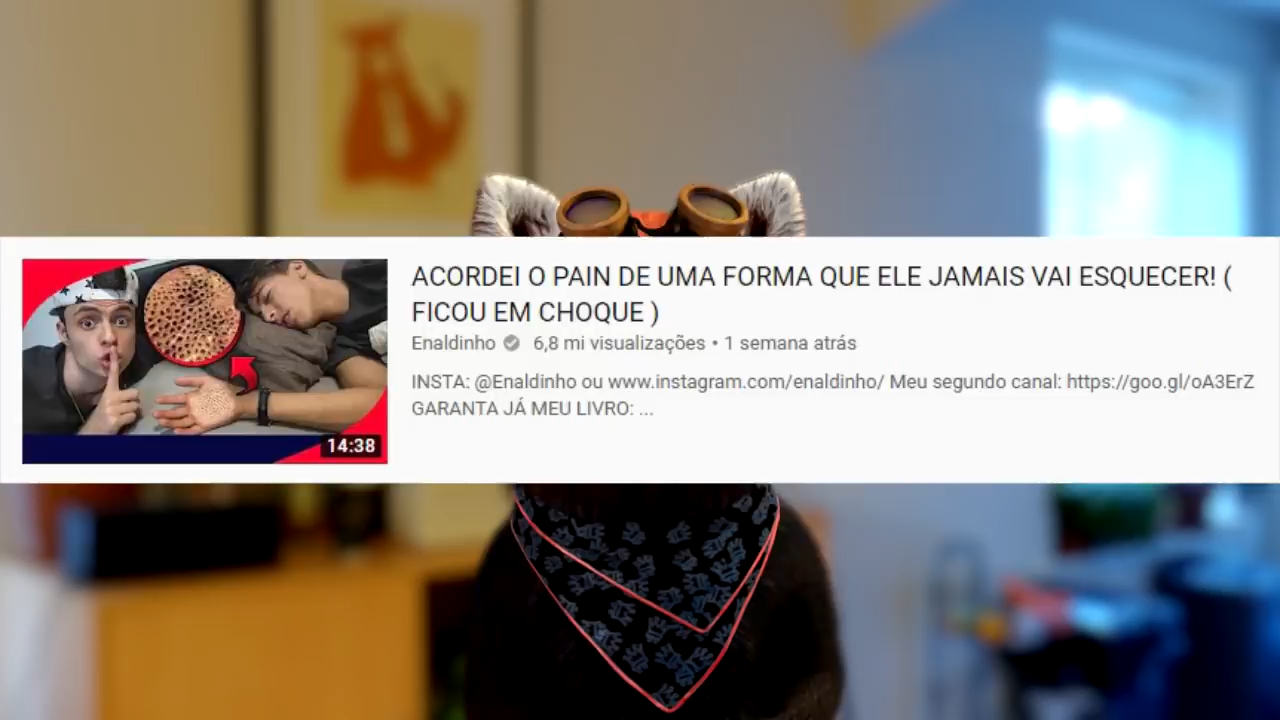 ACORDEI O PAIN DE UMA FORMA QUE ELE JAMAIS VAI ESQUECER! (
FICOU EM CHOQUE )
Enaldinho 6,8 mi visualizações • 1 semana atrás
INSTA: @Enaldinho ou www.instagram.com/enaldinho/ Meu segundo canal: https://goo.gl/oA3ErZ
GARANTA JÁ MEU LIVRO: ...
14:38